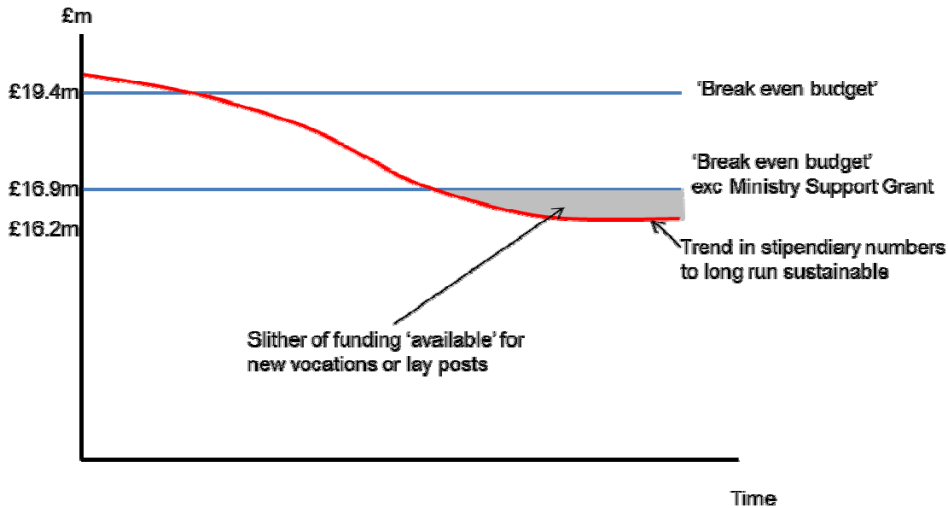 £m
£19.4m
'Break even budget'
'Break even budget'
exc Ministry Support Grant
£16.9m
£16.2m
Trend in stipendiary numbers
to long run sustainable
Slither of funding 'available' for
new vocations or lay posts
Time